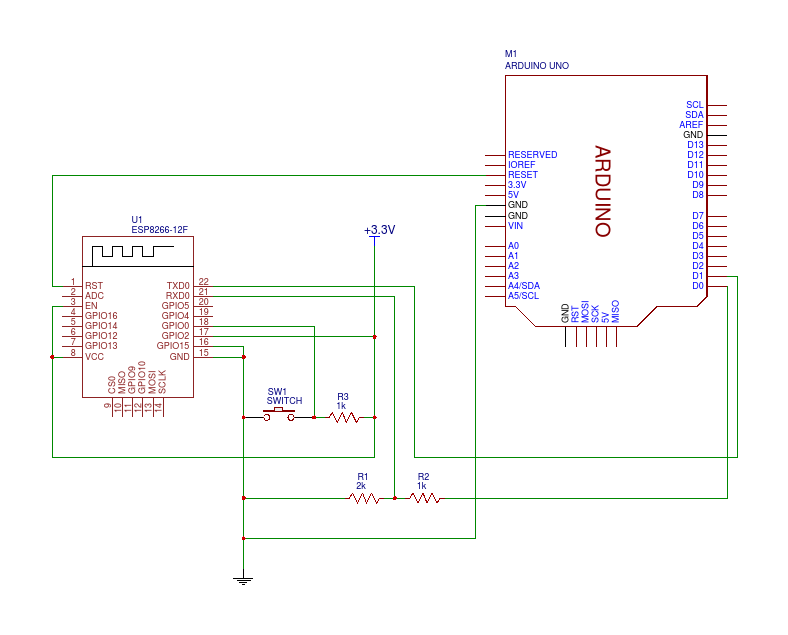 M1
ARDUINO UNO
SCL
SDA
AREF
GND
D13
D12
D11
D10
D9
D8
D7
D6
D5
D4
D3
D2
D1
D0
RESERVED
IOREF
RESET
3.3V
5V
GND
GND
VIN
A0
A1
A2
A3
A4/SDA
A5/SCL
ARDUINO
GND
RST
MOSI
SCK
5V
MISO
+3.3V
U1
ESP8266-12F
1 RST
2 ADC
3 EN
4 GPIO16
5 GPIO14
6 GPIO12
7 GPIO13
8 VCC
TXD0 22
RXD0 21
GPIO5 20
GPIO4 19
GPIO0 18
GPIO2 17
GPIO15 16
GND 15
CS0
MISO
GPIO9
GPIO10
MOSI
SCLK
9
10
11
12
13
14
SW1
SWITCH
R3
1k
R1
2k
R2
1k